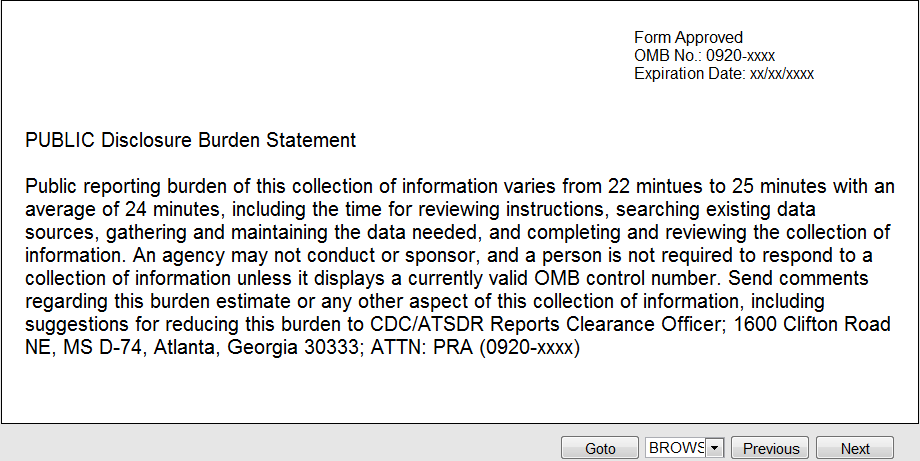 Form Approved
OMB No.: 0920-xxxx
Expiration Date: xx/xx/xxxx
PUBLIC Disclosure Burden Statement
Public reporting burden of this collection of information varies from 22 mintues to 25 minutes with an
average of 24 minutes, including the time for reviewing instructions, searching existing data
sources, gathering and maintaining the data needed, and completing and reviewing the collection of
information. An agency may not conduct or sponsor, and a person is not required to respond to a
collection of information unless it displays a currently valid OMB control number. Send comments
regarding this burden estimate or any other aspect of this collection of information, including
suggestions for reducing this burden to CDC/ATSDR Reports Clearance Officer; 1600 Clifton Road
NE, MS D-74, Atlanta, Georgia 30333; ATTN: PRA (0920-xxxx)
Goto BROWS Previous Next